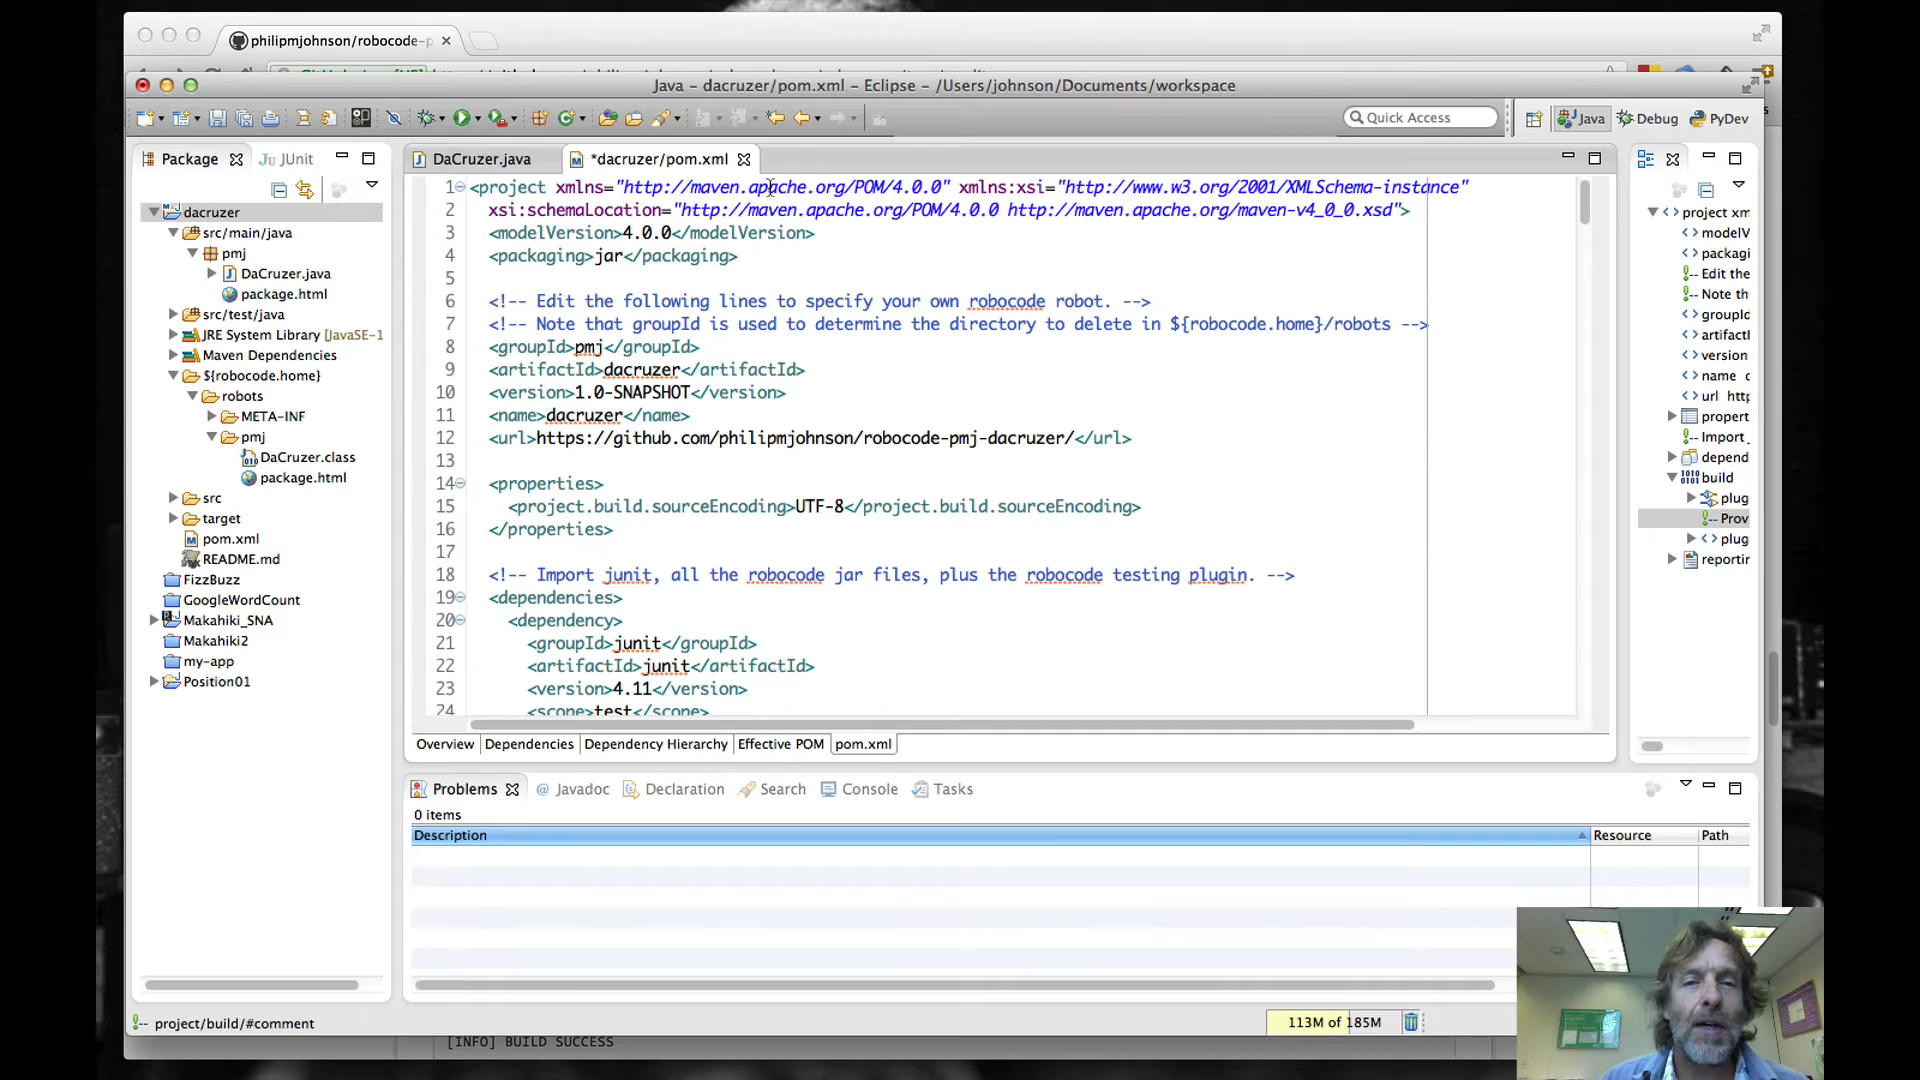 philipmjohnson/robocode-p
Java – dacruzer/pom.xml – Eclipse – /Users/johnson/Documents/workspace
Quick Access
Java
Debug
PyDev
Package
JUnit
dacruzer
src/main/java
pmj
DaCruzer.java
package.html
src/test/java
JRE System Library [JavaSE-1
Maven Dependencies
${robocode.home}
robots
META-INF
pmj
DaCruzer.class
package.html
src
target
pom.xml
README.md
FizzBuzz
GoogleWordCount
Makahiki_SNA
Makahiki2
my-app
Position01
DaCruzer.java
*dacruzer/pom.xml
1 <project xmlns="http://maven.apache.org/POM/4.0.0" xmlns:xsi="http://www.w3.org/2001/XMLSchema-instance"
2 xsi:schemaLocation="http://maven.apache.org/POM/4.0.0 http://maven.apache.org/maven-v4_0_0.xsd">
3 <modelVersion>4.0.0</modelVersion>
4 <packaging>jar</packaging>
5
6 <!-- Edit the following lines to specify your own robocode robot. -->
7 <!-- Note that groupId is used to determine the directory to delete in ${robocode.home}/robots -->
8 <groupId>pmj</groupId>
9 <artifactId>dacruzer</artifactId>
10 <version>1.0-SNAPSHOT</version>
11 <name>dacruzer</name>
12 <url>https://github.com/philipmjohnson/robocode-pmj-dacruzer/</url>
13
14 <properties>
15 <project.build.sourceEncoding>UTF-8</project.build.sourceEncoding>
16 </properties>
17
18 <!-- Import junit, all the robocode jar files, plus the robocode testing plugin. -->
19 <dependencies>
20 <dependency>
21 <groupId>junit</groupId>
22 <artifactId>junit</artifactId>
23 <version>4.11</version>
24 <scope>test</scope>
Overview
Dependencies
Dependency Hierarchy
Effective POM
pom.xml
project xm
modelV
packagi
Edit the
Note th
groupId
artifact
version
name d
url http
propert
Import
depend
build
plug
Prov
plug
reportir
Problems
@ Javadoc
Declaration
Search
Console
Tasks
0 items
Description
Resource
Path
project/build/#comment
113M of 185M
[INFO] BUILD SUCCESS